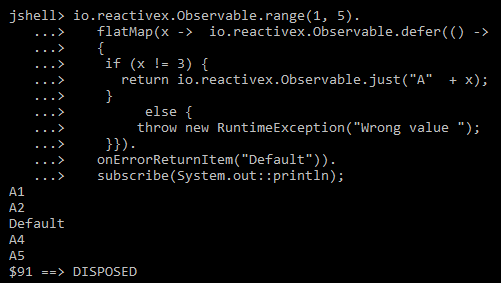 jshell> io.reactivex.Observable.range(1, 5).
   ...>    flatMap(x ->  io.reactivex.Observable.defer(() ->
   ...>    {
   ...>     if (x != 3) {
   ...>       return io.reactivex.Observable.just("A"  + x);
   ...>     }
   ...>          else {
   ...>         throw new RuntimeException("Wrong value ");
   ...>     }}).
   ...>    onErrorReturnItem("Default")).
   ...>    subscribe(System.out::println);
A1
A2
Default
A4
A5
$91 ==> DISPOSED